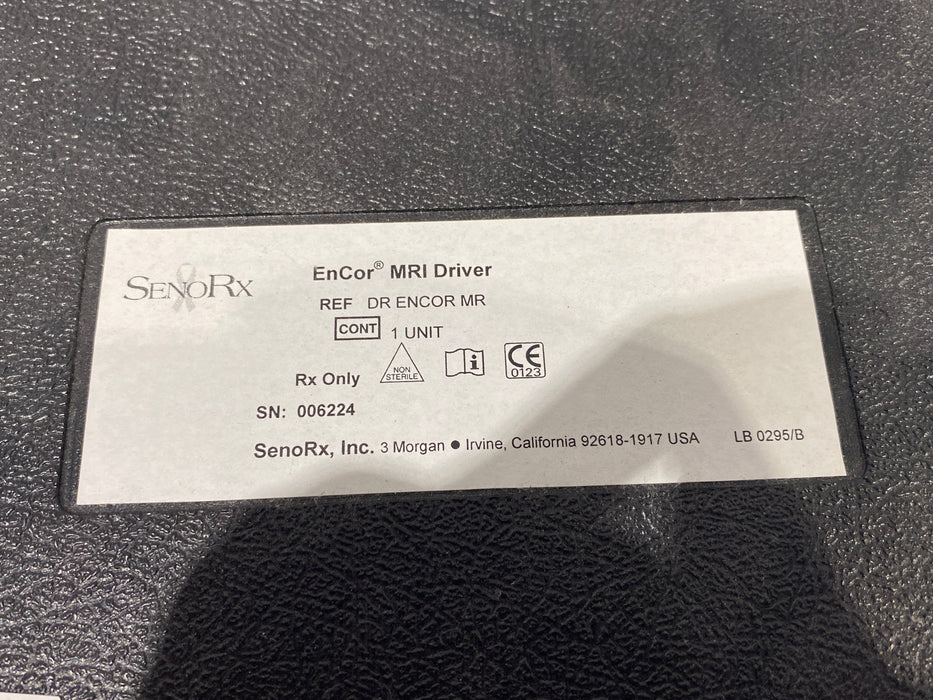 SENORX
EnCor® MRI Driver
REF DR ENCOR MR
CONT 1 UNIT
Rx Only
NON
STERILE
i
CE
0123
SN: 006224
SenoRx, Inc. 3 Morgan ● Irvine, California 92618-1917 USA LB 0295/B